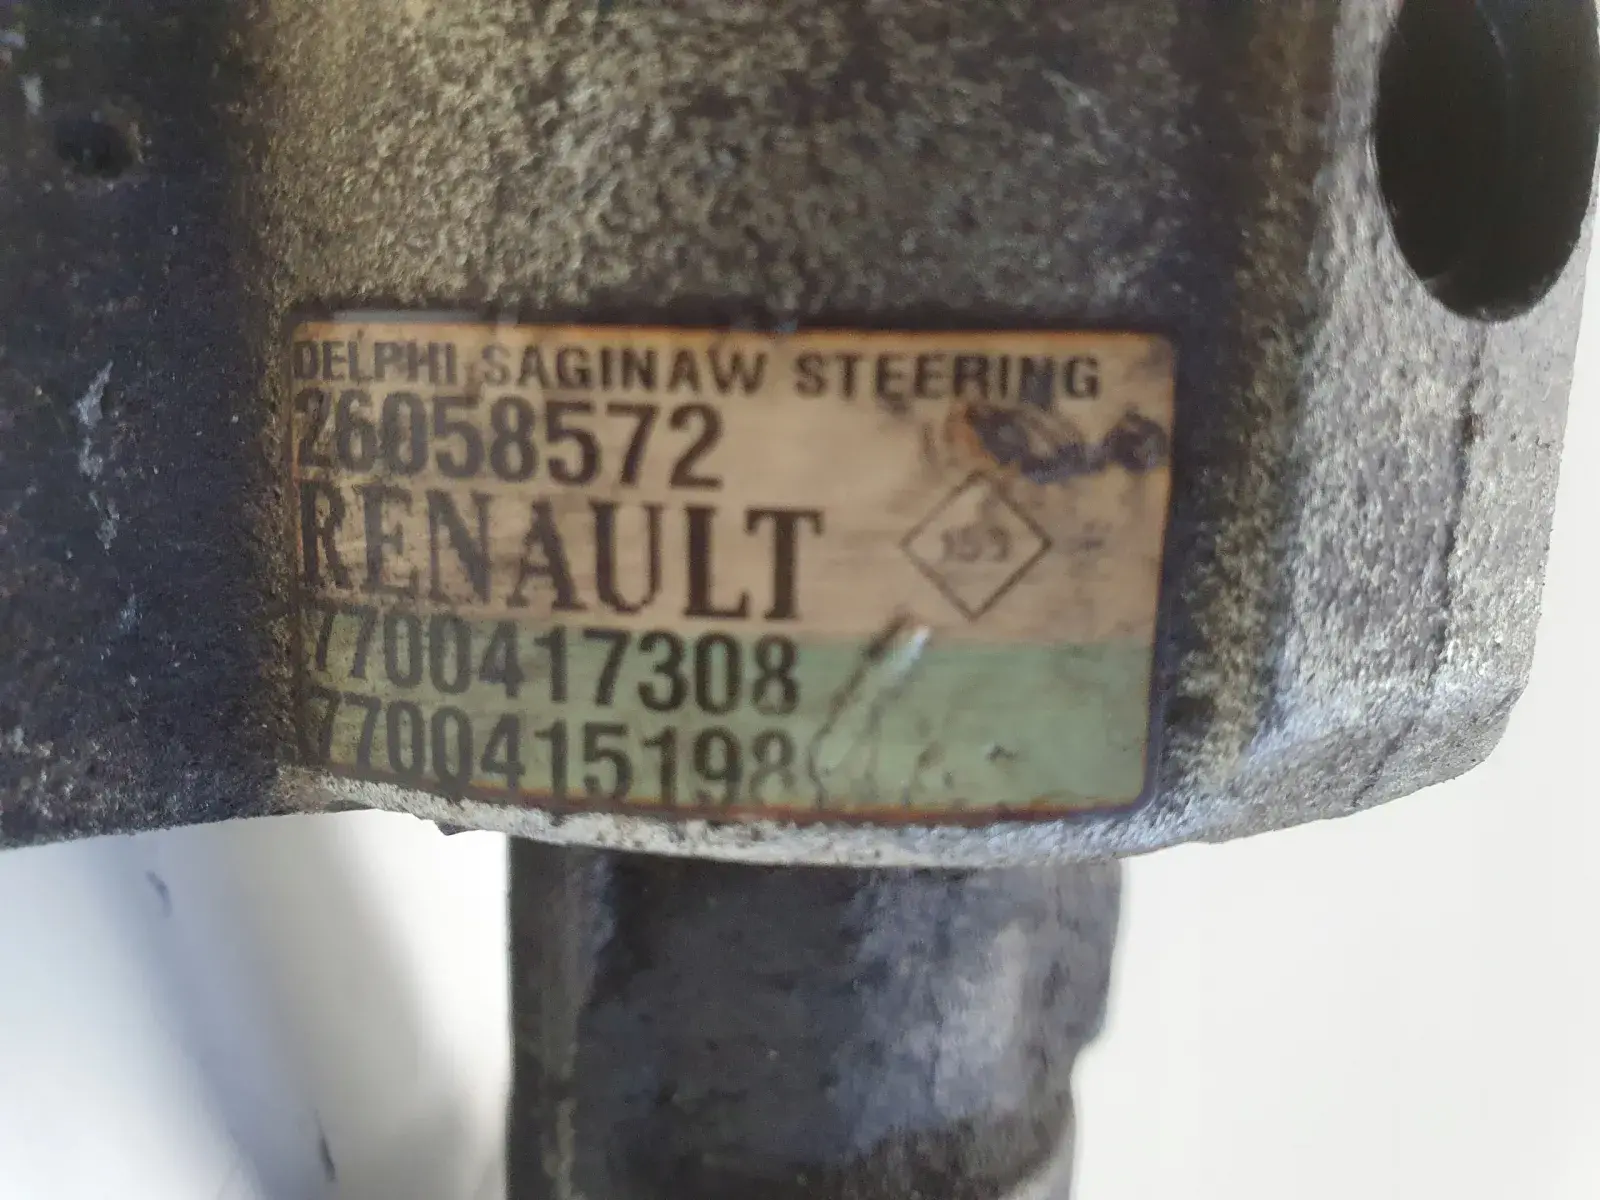 DELPHI SAGINAW STEERING
26058572
RENAULT
7700417308
7700415198